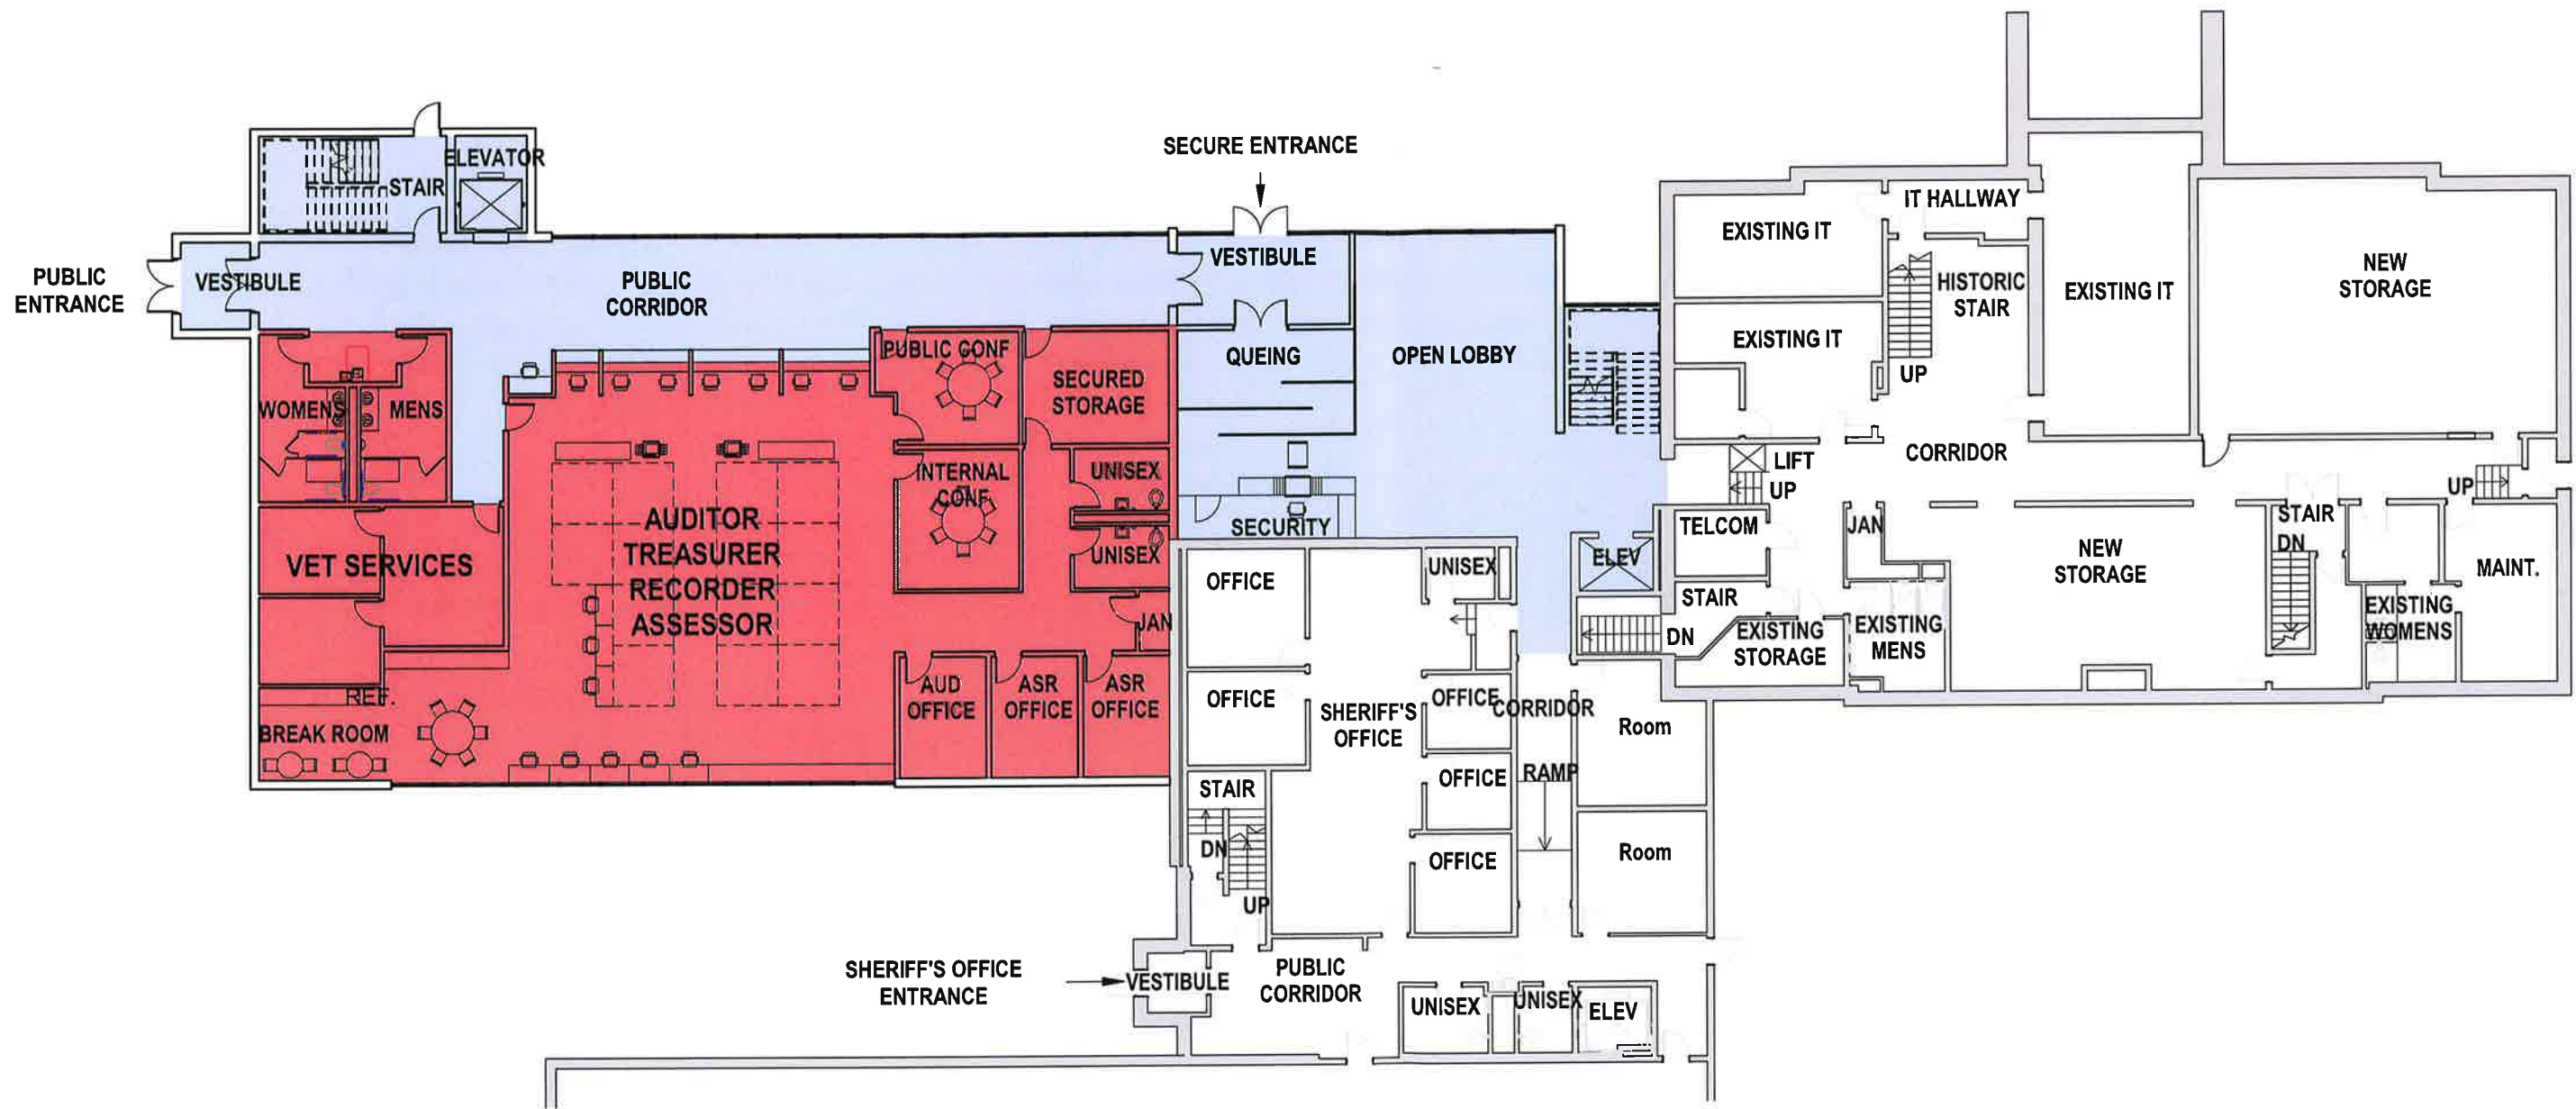 SECURE ENTRANCE
ELEVATOR
STAIR
PUBLIC
ENTRANCE
VESTIBULE
PUBLIC
CORRIDOR
VESTIBULE
QUEING
OPEN LOBBY
EXISTING IT
IT HALLWAY
HISTORIC
STAIR
EXISTING IT
NEW
STORAGE
EXISTING IT
UP
PUBLIC CONF
SECURED
STORAGE
WOMENS
MENS
CORRIDOR
LIFT
UP
UP
INTERNAL
CONF.
UNISEX
UNISEX
SECURITY
AUDITOR
TREASURER
RECORDER
ASSESSOR
VET SERVICES
TELCOM
JAN
NEW
STORAGE
STAIR
DN
MAINT.
ELEV
OFFICE
UNISEX
STAIR
DN
EXISTING
STORAGE
EXISTING
MENS
EXISTING
WOMENS
JAN
REF.
BREAK ROOM
AUD
OFFICE
ASR
OFFICE
ASR
OFFICE
OFFICE
SHERIFF'S
OFFICE
OFFICE
CORRIDOR
Room
STAIR
OFFICE
RAMP
DN
OFFICE
Room
UP
SHERIFF'S OFFICE
ENTRANCE
VESTIBULE
PUBLIC
CORRIDOR
UNISEX
UNISEX
ELEV